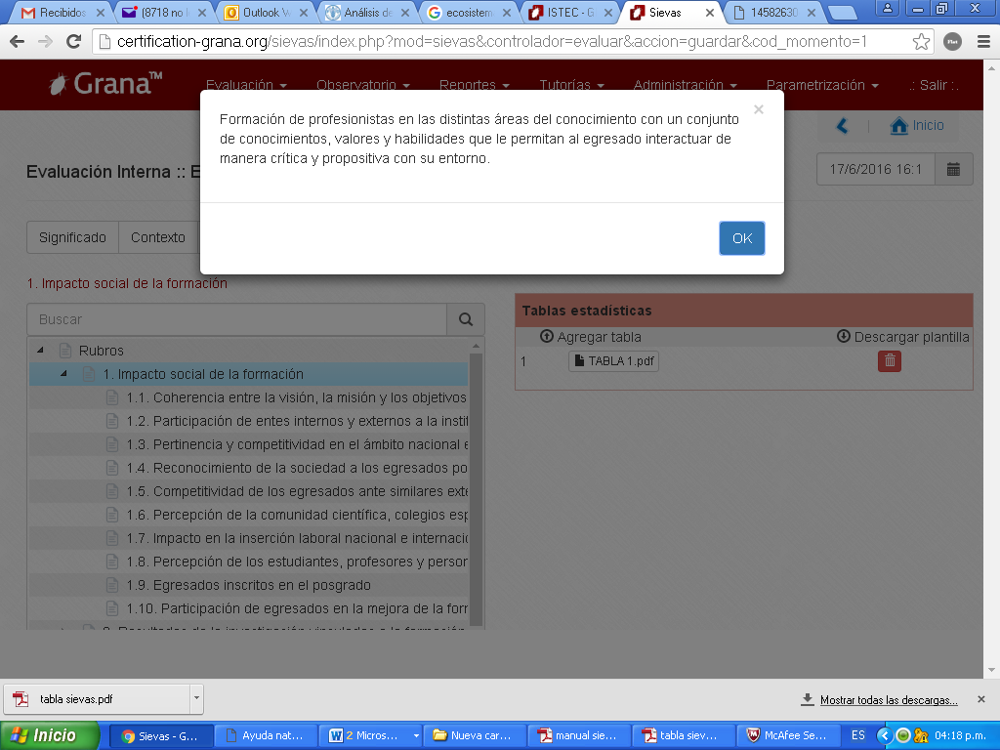 Recibidos
(8718 no l
Outlook W
Análisis de
ecosistem
ISTEC - G
Sievas
14582630
certification-grana.org/sievas/index.php?mod=sievas&controlador=evaluar&accion=guardar&cod_momento=1
Flat
Grana™
Evaluación
Observatorio
Reportes
Tutorías
Administración
Parametrización
.: Salir :.
Formación de profesionistas en las distintas áreas del conocimiento con un conjunto
de conocimientos, valores y habilidades que le permitan al egresado interactuar de
manera crítica y propositiva con su entorno.
×
OK
Inicio
Evaluación Interna :: E
17/6/2016 16:1
Significado
Contexto
1. Impacto social de la formación
Buscar
Rubros
1. Impacto social de la formación
1.1. Coherencia entre la visión, la misión y los objetivos
1.2. Participación de entes internos y externos a la instit
1.3. Pertinencia y competitividad en el ámbito nacional e
1.4. Reconocimiento de la sociedad a los egresados po
1.5. Competitividad de los egresados ante similares exte
1.6. Percepción de la comunidad científica, colegios esp
1.7. Impacto en la inserción laboral nacional e internacio
1.8. Percepción de los estudiantes, profesores y person
1.9. Egresados inscritos en el posgrado
1.10. Participación de egresados en la mejora de la form
2. Resultados de la investigación vinculados a la formación
Tablas estadísticas
Agregar tabla
Descargar plantilla
1
TABLA 1.pdf
tabla sievas.pdf
Mostrar todas las descargas...
Inicio
Sievas - G...
Ayuda nat...
2 Micros...
Nueva car...
manual sie...
tabla siev...
McAfee Se...
ES
04:18 p.m.